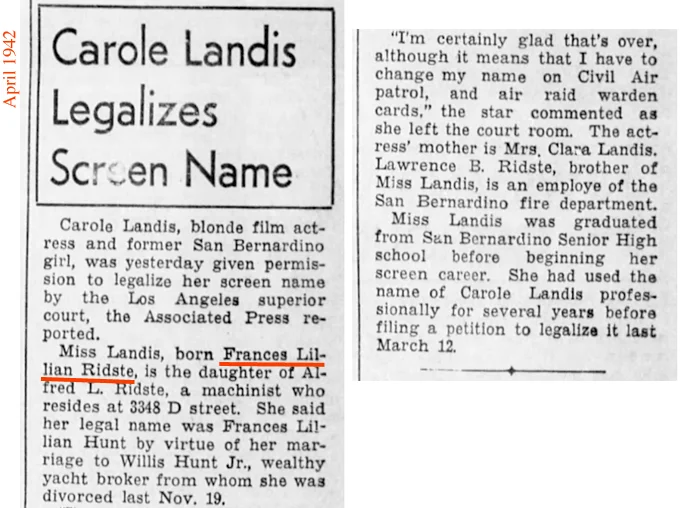 April 1942
Carole Landis
Legalizes
Screen Name
Carole Landis, blonde film act-
ress and former San Bernardino
girl, was yesterday given permis-
sion to legalize her screen name
by the Los Angeles superior
court, the Associated Press re-
ported.
Miss Landis, born Frances Lil-
lian Ridste, is the daughter of Al-
fred L. Ridste, a machinist who
resides at 3348 D street. She said
her legal name was Frances Lil-
lian Hunt by virtue of her mar-
riage to Willis Hunt Jr., wealthy
yacht broker from whom she was
divorced last Nov. 19.
"I'm certainly glad that's over,
although it means that I have to
change my name on Civil Air
patrol, and air raid warden
cards," the star commented as
she left the court room. The act-
ress' mother is Mrs. Clara Landis.
Lawrence B. Ridste, brother of
Miss Landis, is an employe of the
San Bernardino fire department.
Miss Landis was graduated
from San Bernardino Senior High
school before beginning her
screen career. She had used the
name of Carole Landis profes-
sionally for several years before
filing a petition to legalize it last
March 12.